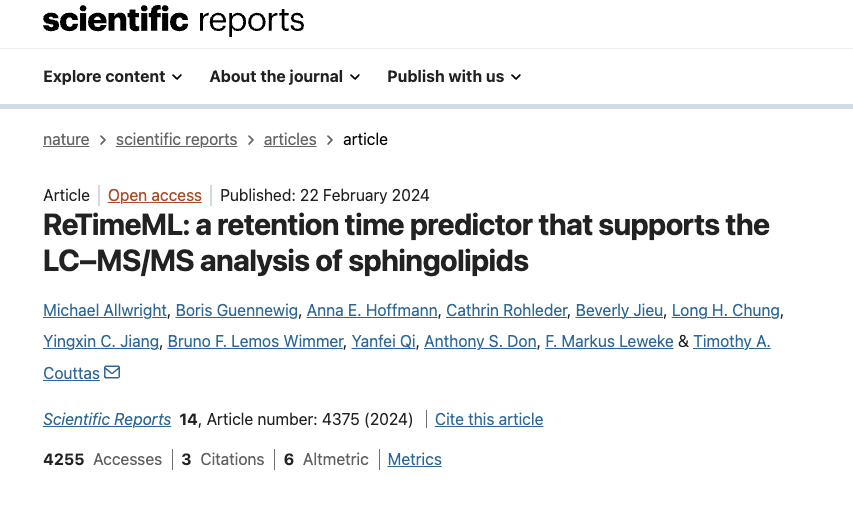 scientific reports
Explore content About the journal Publish with us
nature > scientific reports > articles > article
Article | Open access | Published: 22 February 2024
ReTimeML: a retention time predictor that supports the
LC–MS/MS analysis of sphingolipids
Michael Allwright, Boris Guennewig, Anna E. Hoffmann, Cathrin Rohleder, Beverly Jieu, Long H. Chung,
Yingxin C. Jiang, Bruno F. Lemos Wimmer, Yanfei Qi, Anthony S. Don, F. Markus Leweke & Timothy A.
Couttas
Scientific Reports 14, Article number: 4375 (2024) | Cite this article
4255 Accesses | 3 Citations | 6 Altmetric | Metrics